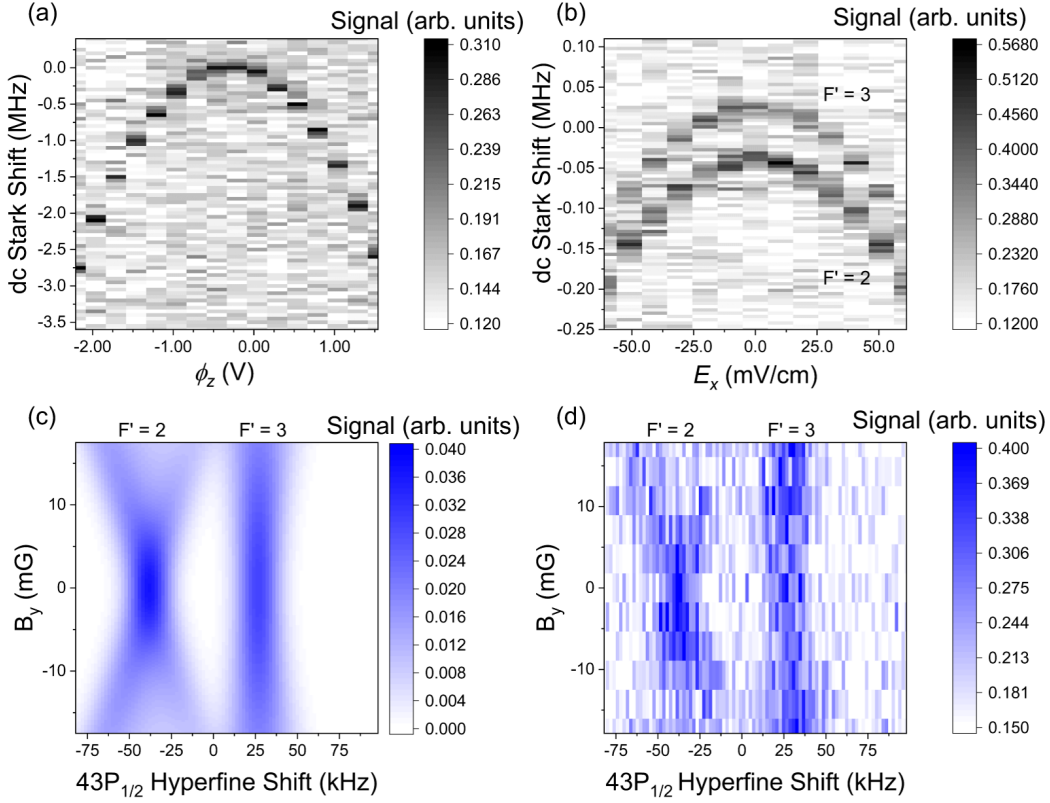 (a)
Signal (arb. units)
0.0
-0.5
-1.0
-1.5
-2.0
-2.5
-3.0
-3.5
dc Stark Shift (MHz)
-2.00 -1.00 0.00 1.00
ϕz (V)
0.310
0.286
0.262
0.239
0.215
0.191
0.167
0.144
0.120
(b)
Signal (arb. units)
0.10
0.05
0.00
-0.05
-0.10
-0.15
-0.20
-0.25
dc Stark Shift (MHz)
F' = 3
F' = 2
-50.0 -25.0 0.00 25.0 50.0
Ex (mV/cm)
0.5680
0.5120
0.4560
0.4000
0.3440
0.2880
0.2320
0.1760
0.1200
(c)
F' = 2 F' = 3
Signal (arb. units)
10
0
-10
By (mG)
-75 -50 -25 0 25 50 75
43P1/2 Hyperfine Shift (kHz)
0.040
0.036
0.032
0.028
0.024
0.020
0.016
0.012
0.008
0.004
0.000
(d)
F' = 2 F' = 3
Signal (arb. units)
10
0
-10
By (mG)
-75 -50 -25 0 25 50 75
43P1/2 Hyperfine Shift (kHz)
0.400
0.369
0.338
0.306
0.275
0.244
0.213
0.181
0.150